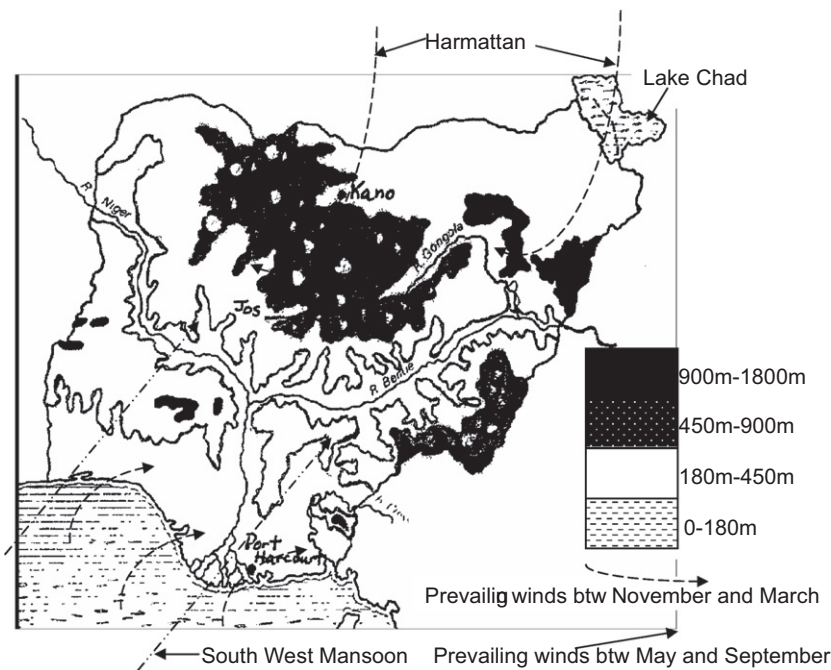 Harmattan
Lake Chad
Kano
R. Niger
R. Gongola
Jos
R. Benue
900m-1800m
450m-900m
180m-450m
0-180m
Port
Harcourt
Prevailig winds btw November and March
South West Mansoon
Prevailing winds btw May and September